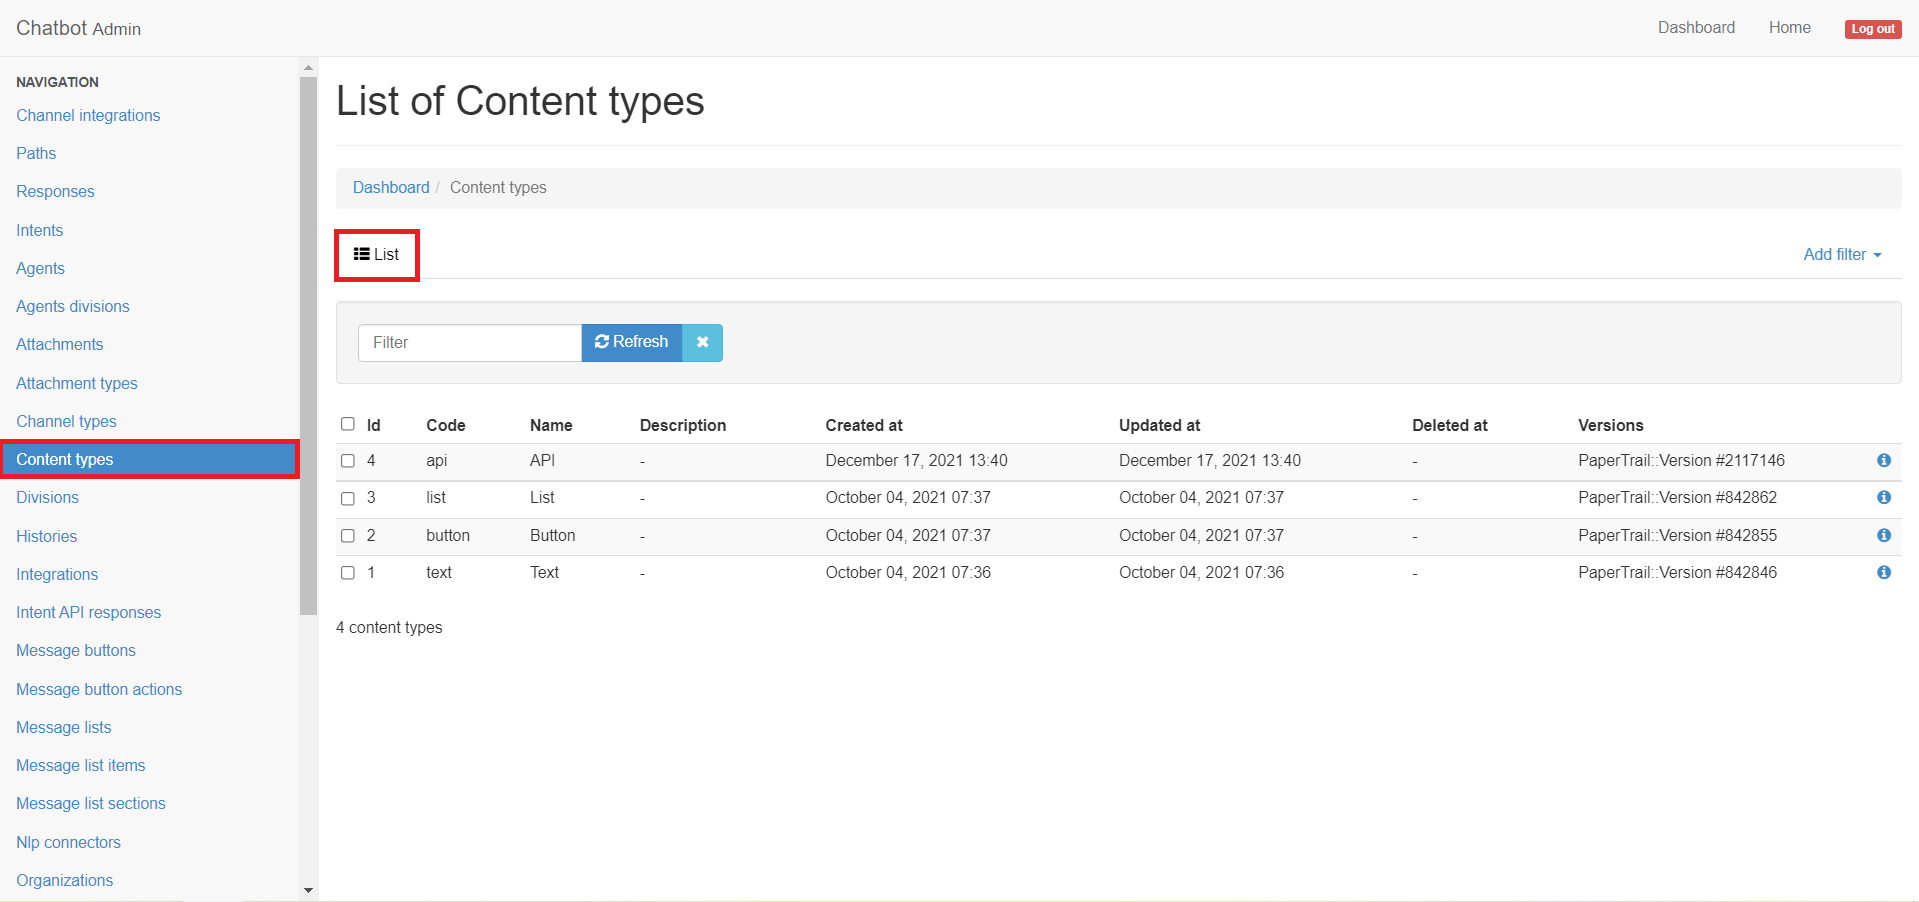 Chatbot Admin
Dashboard Home Log out
NAVIGATION
Channel integrations
Paths
Responses
Intents
Agents
Agents divisions
Attachments
Attachment types
Channel types
Content types
Divisions
Histories
Integrations
Intent API responses
Message buttons
Message button actions
Message lists
Message list items
Message list sections
Nlp connectors
Organizations
List of Content types
Dashboard / Content types
List
Add filter
Filter Refresh
Id Code Name Description Created at Updated at Deleted at Versions
4 api API - December 17, 2021 13:40 December 17, 2021 13:40 - PaperTrail::Version #2117146
3 list List - October 04, 2021 07:37 October 04, 2021 07:37 - PaperTrail::Version #842862
2 button Button - October 04, 2021 07:37 October 04, 2021 07:37 - PaperTrail::Version #842855
1 text Text - October 04, 2021 07:36 October 04, 2021 07:36 - PaperTrail::Version #842846
4 content types